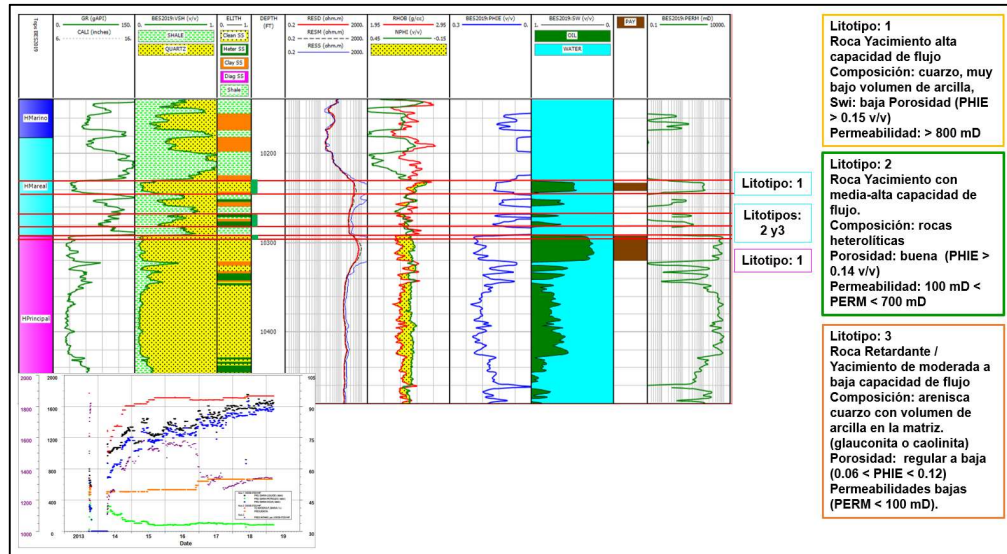 Tops:BES2019
GR (gAPI)
0. 150.
CALI (inches)
6. 16.
BES2019:VSH (v/v)
0. 1.
SHALE
QUARTZ
ELITH
0. 1.
Clean SS
Heter SS
Clay SS
Diag SS
Shale
DEPTH
(FT)
RESD (ohm.m)
0.2 2000.
RESM (ohm.m)
0.2 2000.
RESS (ohm.m)
0.2 2000.
RHOB (g/cc)
1.95 2.95
NPHI (v/v)
0.45 -0.15
BES2019:PHIE (v/v)
0.3 0.
BES2019:SW (v/v)
1. 0.
OIL
WATER
PAY
BES2019:PERM (mD)
0.1 10000.
HMarino
HMareal
HPrincipal
10200
10300
10400
Litotipo: 1
Litotipos:
2 y3
Litotipo: 1
Litotipo: 1
Roca Yacimiento alta
capacidad de flujo
Composición: cuarzo, muy
bajo volumen de arcilla,
Swi: baja Porosidad (PHIE
> 0.15 v/v)
Permeabilidad: > 800 mD
Litotipo: 2
Roca Yacimiento con
media-alta capacidad de
flujo.
Composición: rocas
heterolíticas
Porosidad: buena (PHIE >
0.14 v/v)
Permeabilidad: 100 mD <
PERM < 700 mD
Litotipo: 3
Roca Retardante /
Yacimiento de moderada a
baja capacidad de flujo
Composición: arenisca
cuarzo con volumen de
arcilla en la matriz.
(glauconita o caolinita)
Porosidad: regular a baja
(0.06 < PHIE < 0.12)
Permeabilidades bajas
(PERM < 100 mD).
2000 2000
1800 1600
1600 1200
1400 800
1200 400
1000 0
90
75
60
45
30
2013 14 15 16 17 18 19
Date